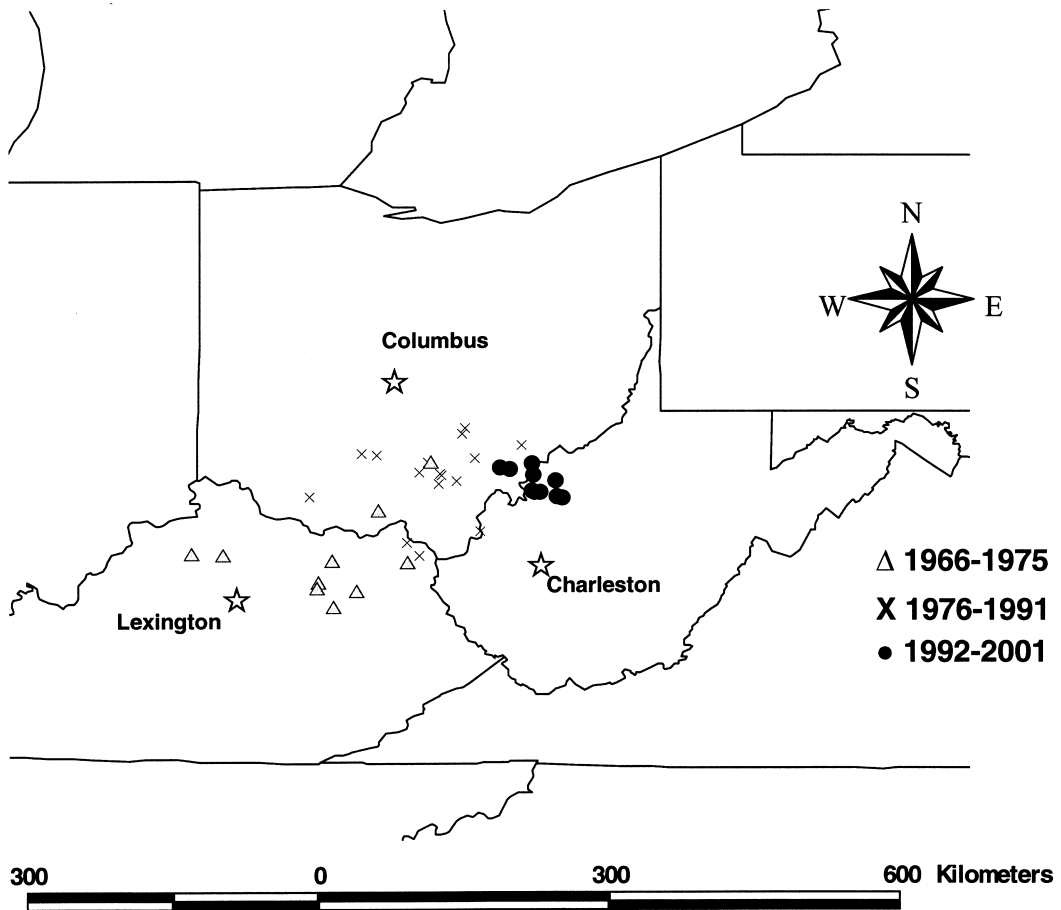 N
W E
S
Columbus
Charleston
Lexington
1966-1975
X 1976-1991
1992-2001
300 0 300 600 Kilometers